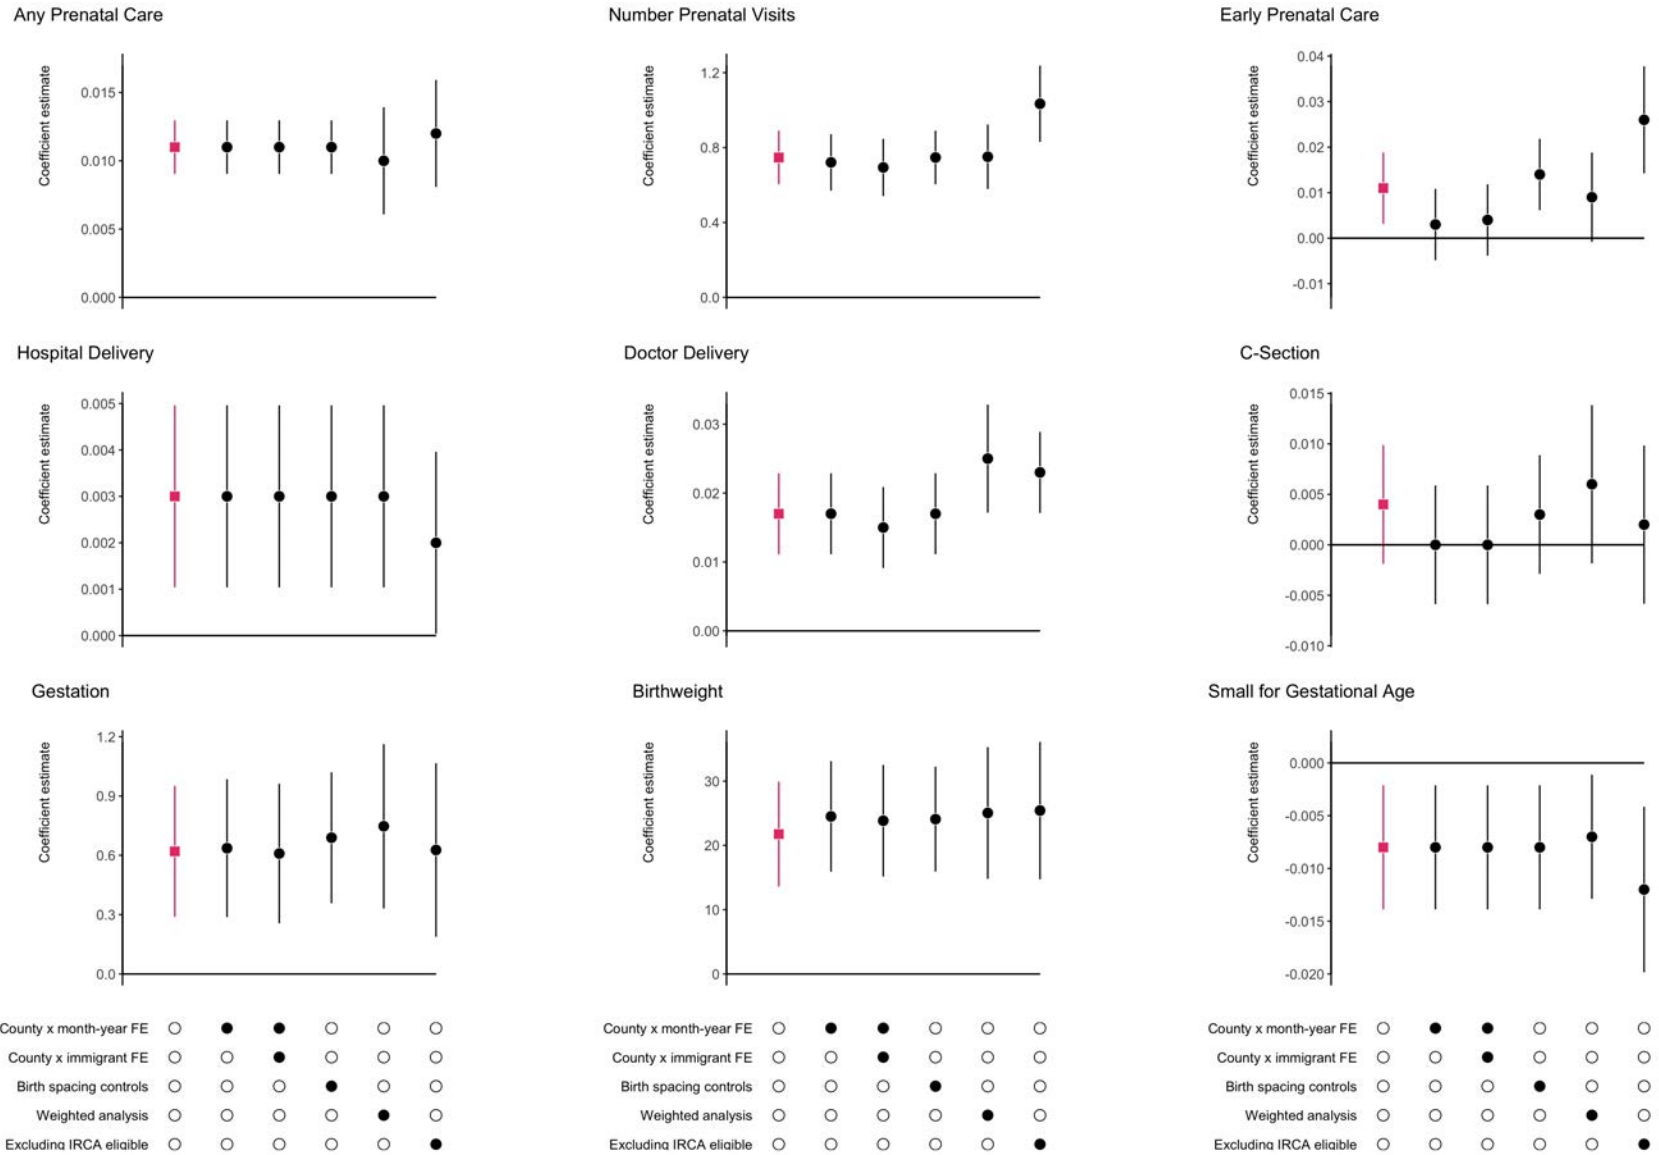 Any Prenatal Care
Number Prenatal Visits
Early Prenatal Care
Coefficient estimate
0.015
0.010
0.005
0.000
Coefficient estimate
1.2
0.8
0.4
0.0
Coefficient estimate
0.04
0.03
0.02
0.01
0.00
-0.01
Hospital Delivery
Doctor Delivery
C-Section
Coefficient estimate
0.005
0.004
0.003
0.002
0.001
0.000
Coefficient estimate
0.03
0.02
0.01
0.00
Coefficient estimate
0.015
0.010
0.005
0.000
-0.005
-0.010
Gestation
Birthweight
Small for Gestational Age
Coefficient estimate
1.2
0.9
0.6
0.3
0.0
Coefficient estimate
30
20
10
0
Coefficient estimate
0.000
-0.005
-0.010
-0.015
-0.020
County x month-year FE
County x immigrant FE
Birth spacing controls
Weighted analysis
Excluding IRCA eligible
County x month-year FE
County x immigrant FE
Birth spacing controls
Weighted analysis
Excluding IRCA eligible
County x month-year FE
County x immigrant FE
Birth spacing controls
Weighted analysis
Excluding IRCA eligible